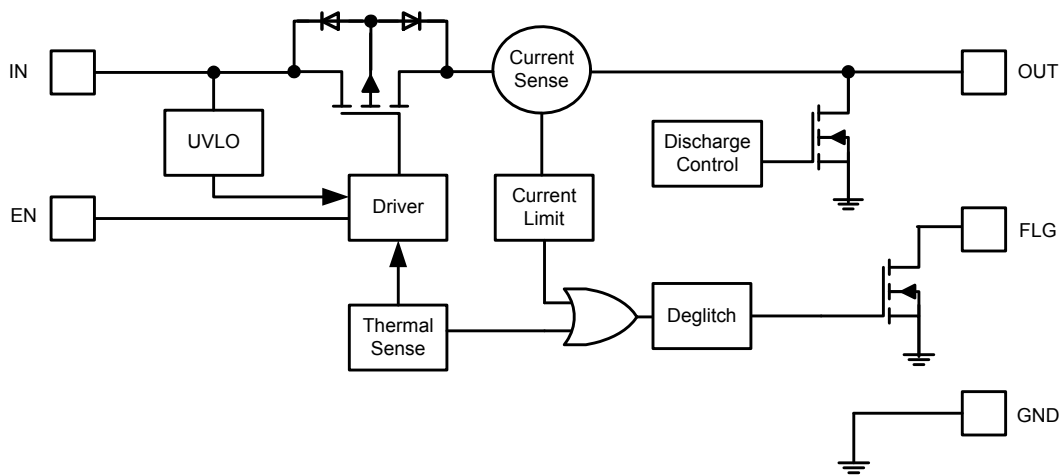 IN
Current
Sense
OUT
UVLO
Discharge
Control
EN
Driver
Current
Limit
FLG
Thermal
Sense
Deglitch
GND